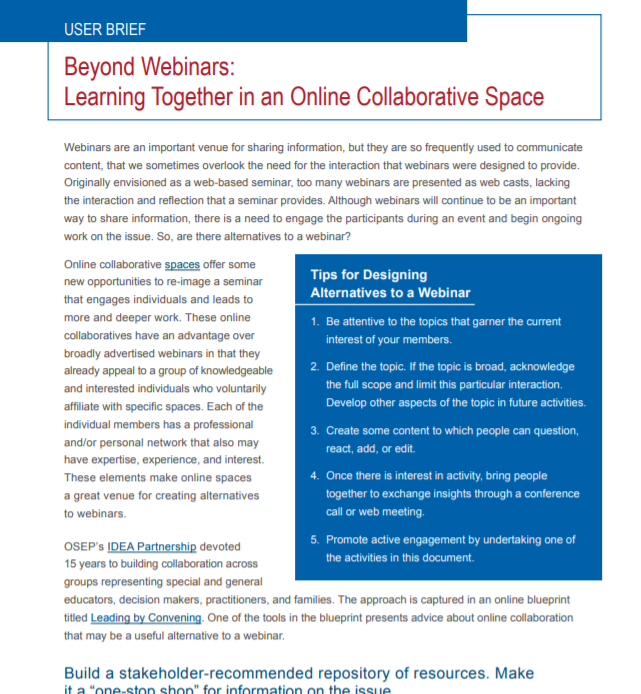 USER BRIEF
Beyond Webinars:
Learning Together in an Online Collaborative Space
Webinars are an important venue for sharing information, but they are so frequently used to communicate
content, that we sometimes overlook the need for the interaction that webinars were designed to provide.
Originally envisioned as a web-based seminar, too many webinars are presented as web casts, lacking
the interaction and reflection that a seminar provides. Although webinars will continue to be an important
way to share information, there is a need to engage the participants during an event and begin ongoing
work on the issue. So, are there alternatives to a webinar?
Online collaborative spaces offer some
new opportunities to re-image a seminar
that engages individuals and leads to
more and deeper work. These online
collaboratives have an advantage over
broadly advertised webinars in that they
already appeal to a group of knowledgeable
and interested individuals who voluntarily
affiliate with specific spaces. Each of the
individual members has a professional
and/or personal network that also may
have expertise, experience, and interest.
These elements make online spaces
a great venue for creating alternatives
to webinars.
Tips for Designing
Alternatives to a Webinar
1. Be attentive to the topics that garner the current
interest of your members.
2. Define the topic. If the topic is broad, acknowledge
the full scope and limit this particular interaction.
Develop other aspects of the topic in future activities.
3. Create some content to which people can question,
react, add, or edit.
4. Once there is interest in activity, bring people
together to exchange insights through a conference
call or web meeting.
5. Promote active engagement by undertaking one of
the activities in this document.
OSEP's IDEA Partnership devoted
15 years to building collaboration across
groups representing special and general
educators, decision makers, practitioners, and families. The approach is captured in an online blueprint
titled Leading by Convening. One of the tools in the blueprint presents advice about online collaboration
that may be a useful alternative to a webinar.
Build a stakeholder-recommended repository of resources. Make
it a "one-stop shop" for information on the issue